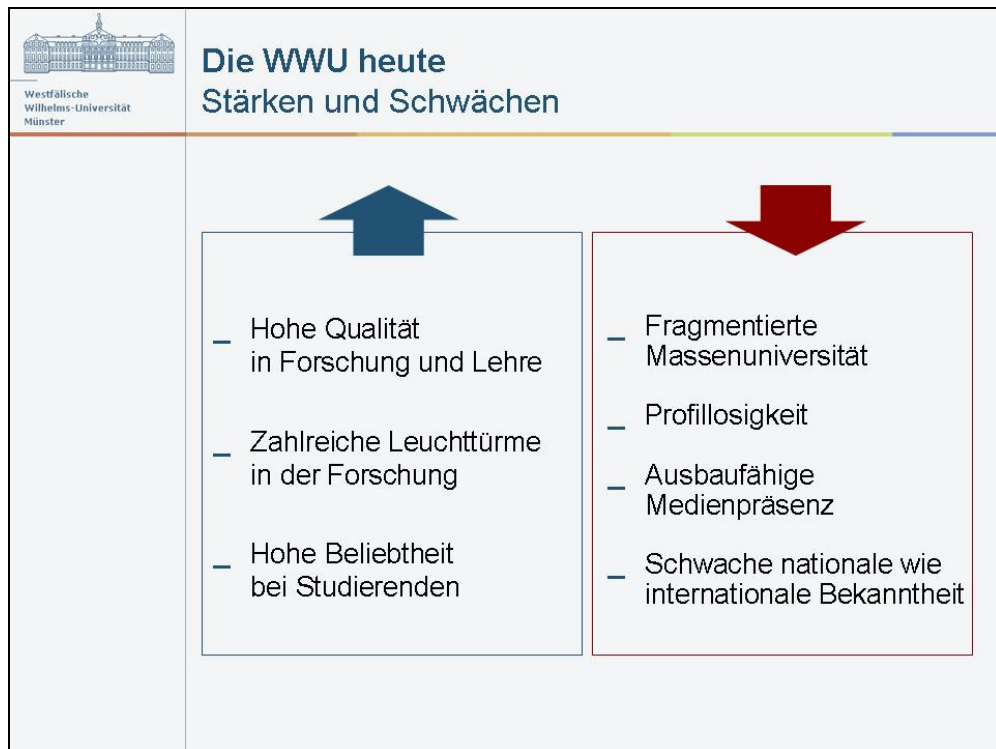 Westfälische
Wilhelms-Universität
Münster
Die WWU heute
Stärken und Schwächen
– Hohe Qualität
in Forschung und Lehre
– Zahlreiche Leuchttürme
in der Forschung
– Hohe Beliebtheit
bei Studierenden
– Fragmentierte
Massenuniversität
– Profillosigkeit
– Ausbaufähige
Medienpräsenz
– Schwache nationale wie
internationale Bekanntheit